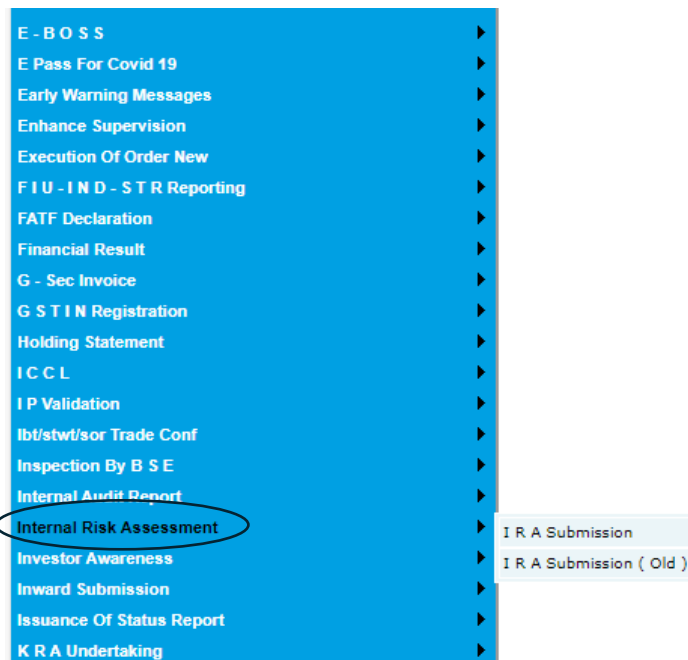 E - B O S S
E Pass For Covid 19
Early Warning Messages
Enhance Supervision
Execution Of Order New
F I U - I N D - S T R Reporting
FATF Declaration
Financial Result
G - Sec Invoice
G S T I N Registration
Holding Statement
I C C L
I P Validation
Ibt/stwt/sor Trade Conf
Inspection By B S E
Internal Audit Report
Internal Risk Assessment
I R A Submission
Investor Awareness
I R A Submission ( Old )
Inward Submission
Issuance Of Status Report
K R A Undertaking